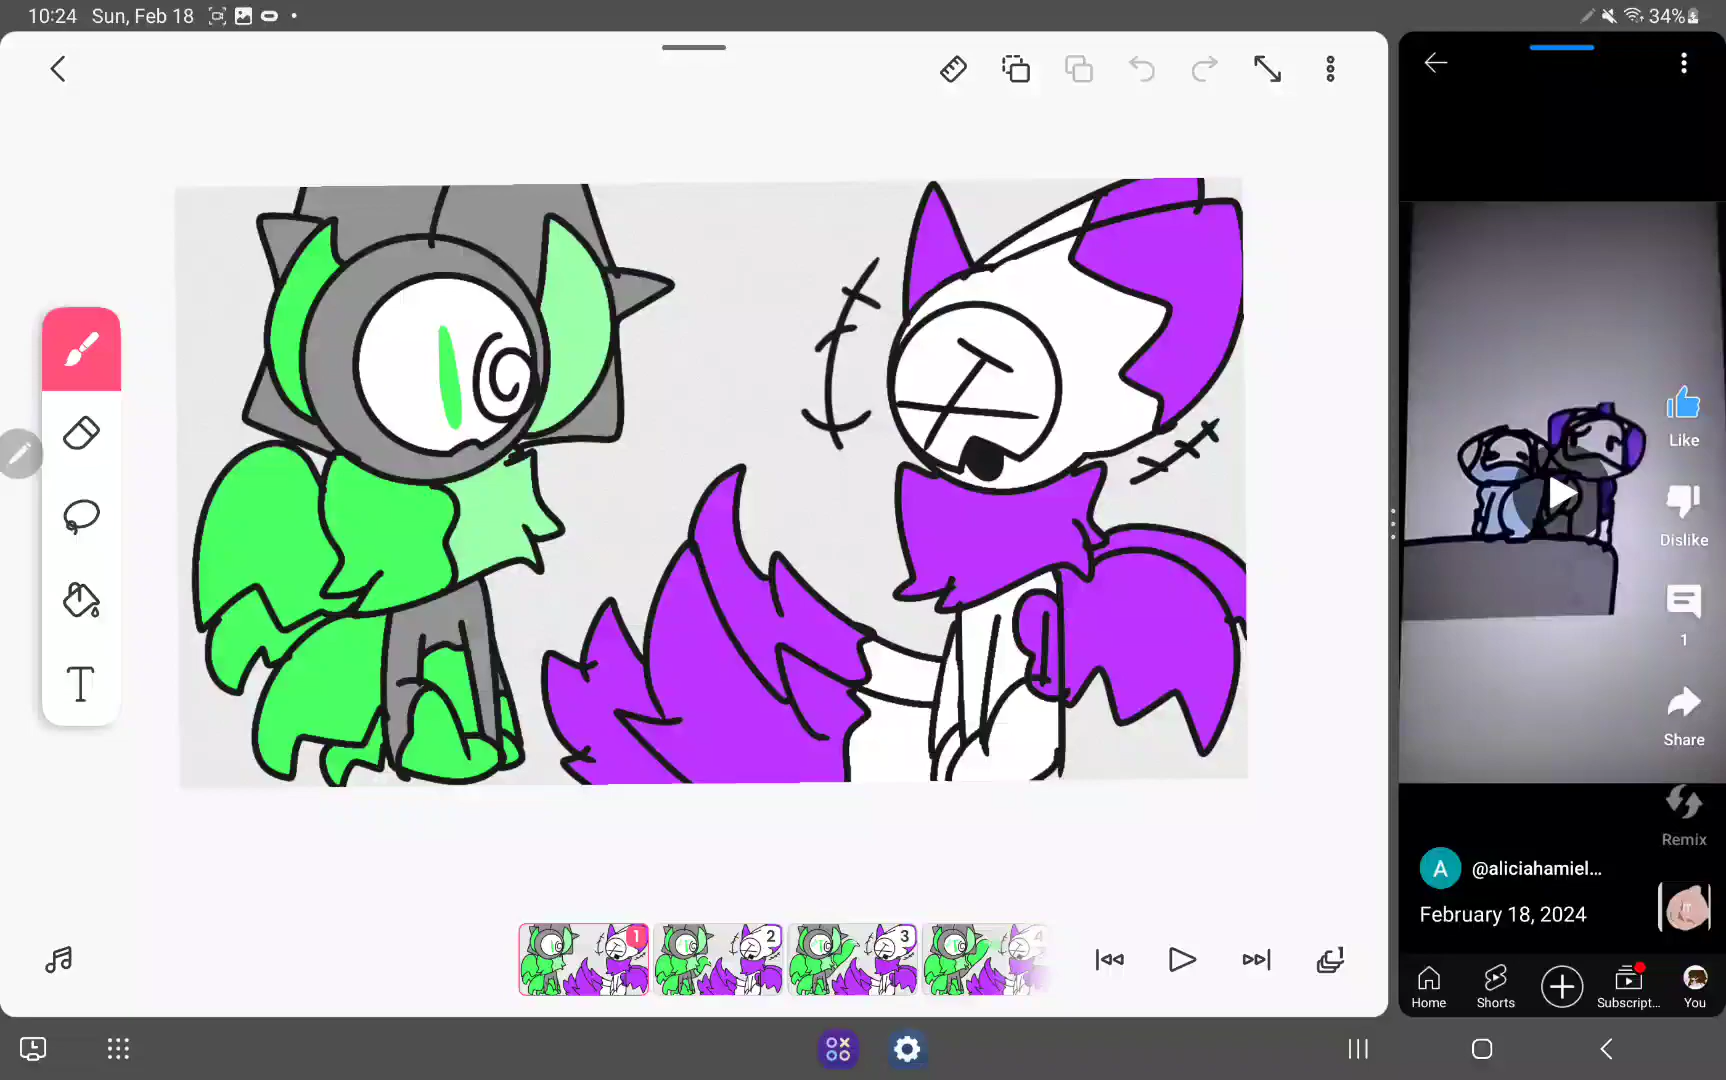 10:24 Sun, Feb 18
34%
T
1
2
3
4
Like
Dislike
1
Share
Remix
A @aliciahamiel...
February 18, 2024
Home
Shorts
Subscript...
You